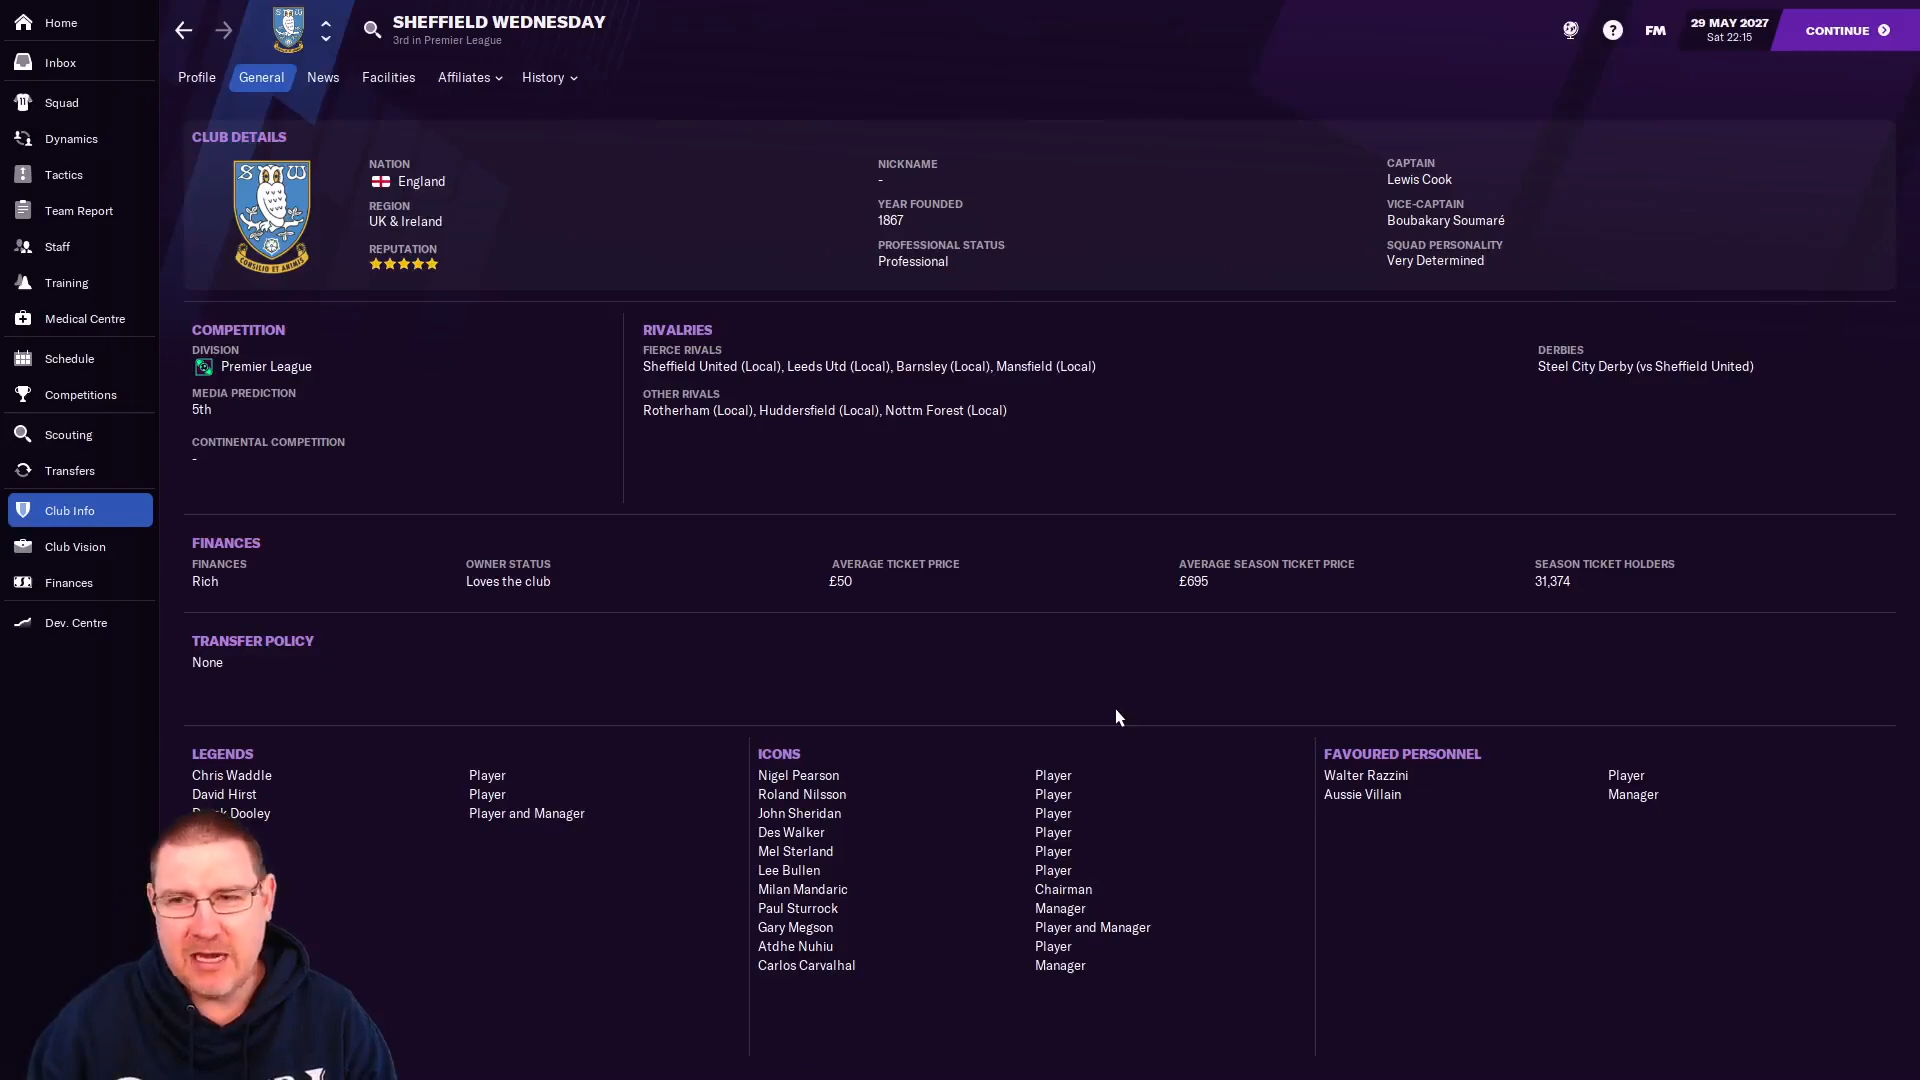 Home
Inbox
Squad
Dynamics
Tactics
Team Report
Staff
Training
Medical Centre
Schedule
Competitions
Scouting
Transfers
Club Info
Club Vision
Finances
Dev. Centre
SHEFFIELD WEDNESDAY
3rd in Premier League
? FM 29 MAY 2027
Sat 22:15
CONTINUE
Profile General News Facilities Affiliates History
CLUB DETAILS
S W
CONSILIO ET ANIMIS
NATION
England
REGION
UK & Ireland
REPUTATION
NICKNAME
-
YEAR FOUNDED
1867
PROFESSIONAL STATUS
Professional
CAPTAIN
Lewis Cook
VICE-CAPTAIN
Boubakary Soumaré
SQUAD PERSONALITY
Very Determined
COMPETITION
DIVISION
Premier League
MEDIA PREDICTION
5th
CONTINENTAL COMPETITION
-
RIVALRIES
FIERCE RIVALS
Sheffield United (Local), Leeds Utd (Local), Barnsley (Local), Mansfield (Local)
OTHER RIVALS
Rotherham (Local), Huddersfield (Local), Nottm Forest (Local)
DERBIES
Steel City Derby (vs Sheffield United)
FINANCES
FINANCES
Rich
OWNER STATUS
Loves the club
AVERAGE TICKET PRICE
£50
AVERAGE SEASON TICKET PRICE
£695
SEASON TICKET HOLDERS
31,374
TRANSFER POLICY
None
LEGENDS
Chris Waddle Player
David Hirst Player
Dooley Player and Manager
ICONS
Nigel Pearson Player
Roland Nilsson Player
John Sheridan Player
Des Walker Player
Mel Sterland Player
Lee Bullen Player
Milan Mandaric Chairman
Paul Sturrock Manager
Gary Megson Player and Manager
Atdhe Nuhiu Player
Carlos Carvalhal Manager
FAVOURED PERSONNEL
Walter Razzini Player
Aussie Villain Manager